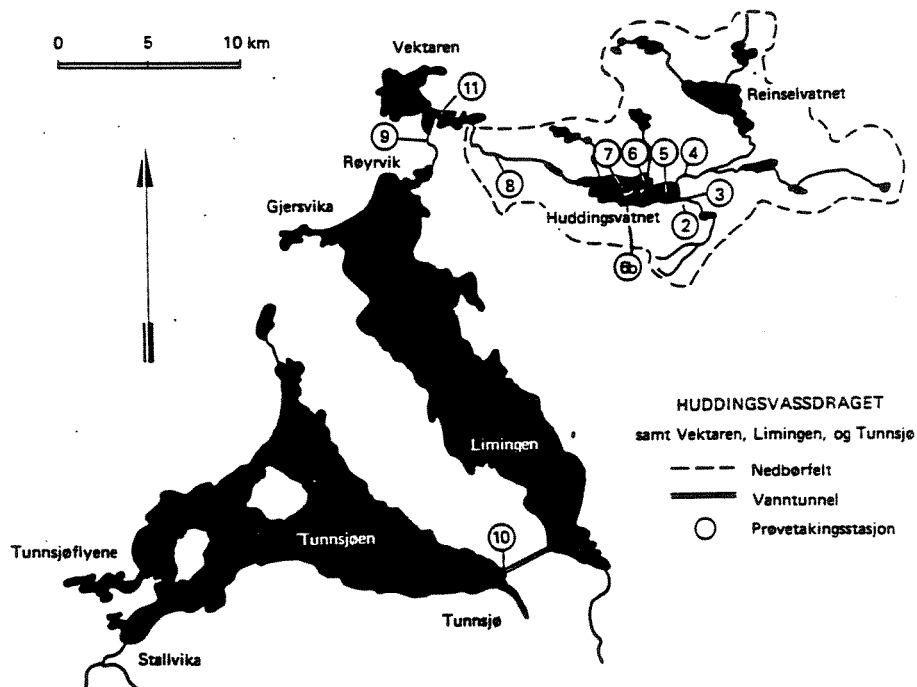 0 5 10 km
Vektaren
11
Reinselvatnet
9
7 6 5 4
Røyrvik
8
3
Gjersvika
Huddingsvatnet
2
6b
HUDDINGSVASSDRAGET
samt Vektaren, Limingen, og Tunnsjø
Limingen
Nedbørfelt
Vanntunnel
Prøvetakingsstasjon
10
Tunnsjøen
Tunnsjøflyene
Tunnsjø
Stallvika